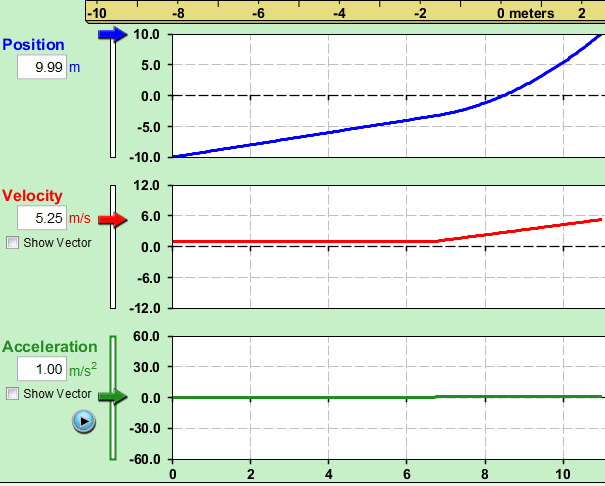 -10 -8 -6 -4 -2 0 meters 2
Position
9.99 m
10.0
5.0
0.0
-5.0
-10.0
Velocity
5.25 m/s
Show Vector
12.0
6.0
0.0
-6.0
-12.0
Acceleration
1.00 m/s2
Show Vector
60.0
30.0
0.0
-30.0
-60.0
0 2 4 6 8 10